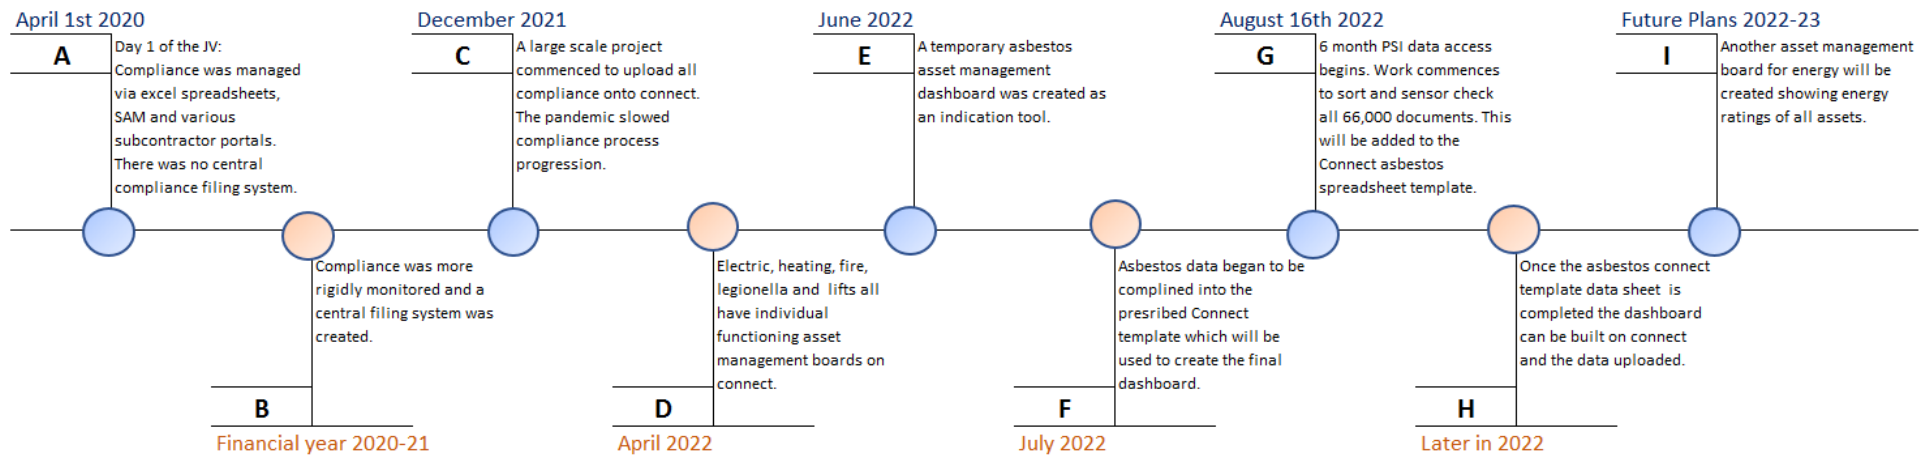 April 1st 2020
A
Day 1 of the JV:
Compliance was managed
via excel spreadsheets,
SAM and various
subcontractor portals.
There was no central
compliance filing system.
Compliance was more
rigidly monitored and a
central filing system was
created.
B
Financial year 2020-21
December 2021
C
A large scale project
commenced to upload all
compliance onto connect.
The pandemic slowed
compliance process
progression.
Electric, heating, fire,
legionella and lifts all
have individual
functioning asset
management boards on
connect.
D
April 2022
June 2022
E
A temporary asbestos
asset management
dashboard was created as
an indication tool.
Asbestos data began to be
complined into the
presribed Connect
template which will be
used to create the final
dashboard.
F
July 2022
August 16th 2022
G
6 month PSI data access
begins. Work commences
to sort and sensor check
all 66,000 documents. This
will be added to the
Connect asbestos
spreadsheet template.
Once the asbestos connect
template data sheet is
completed the dashboard
can be built on connect
and the data uploaded.
H
Later in 2022
Future Plans 2022-23
I
Another asset management
board for energy will be
created showing energy
ratings of all assets.